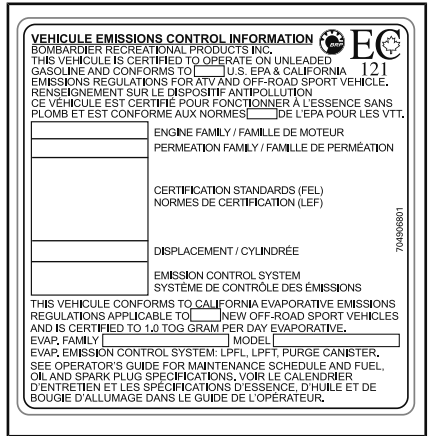 VEHICULE EMISSIONS CONTROL INFORMATION
BRP
EC
BOMBARDIER RECREATIONAL PRODUCTS INC.
THIS VEHICLE IS CERTIFIED TO OPERATE ON UNLEADED
121
GASOLINE AND CONFORMS TO U.S. EPA & CALIFORNIA
EMISSIONS REGULATIONS FOR ATV AND OFF-ROAD SPORT VEHICLE.
RENSEIGNEMENT SUR LE DISPOSITIF ANTIPOLLUTION
CE VÉHICULE EST CERTIFIÉ POUR FONCTIONNER À L'ESSENCE SANS
PLOMB ET EST CONFORME AUX NORMES DE L'EPA POUR LES VTT.
ENGINE FAMILY / FAMILLE DE MOTEUR
PERMEATION FAMILY / FAMILLE DE PERMÉATION
CERTIFICATION STANDARDS (FEL)
NORMES DE CERTIFICATION (LEF)
704906801
DISPLACEMENT / CYLINDRÉE
EMISSION CONTROL SYSTEM
SYSTÈME DE CONTRÔLE DES ÉMISSIONS
THIS VEHICULE CONFORMS TO CALIFORNIA EVAPORATIVE EMISSIONS
REGULATIONS APPLICABLE TO NEW OFF-ROAD SPORT VEHICLES
AND IS CERTIFIED TO 1.0 TOG GRAM PER DAY EVAPORATIVE.
EVAP. FAMILY MODEL
EVAP. EMISSION CONTROL SYSTEM: LPFL, LPFT, PURGE CANISTER.
SEE OPERATOR'S GUIDE FOR MAINTENANCE SCHEDULE AND FUEL,
OIL AND SPARK PLUG SPECIFICATIONS. VOIR LE CALENDRIER
D'ENTRETIEN ET LES SPÉCIFICATIONS D'ESSENCE, D'HUILE ET DE
BOUGIE D'ALLUMAGE DANS LE GUIDE DE L'OPÉRATEUR.